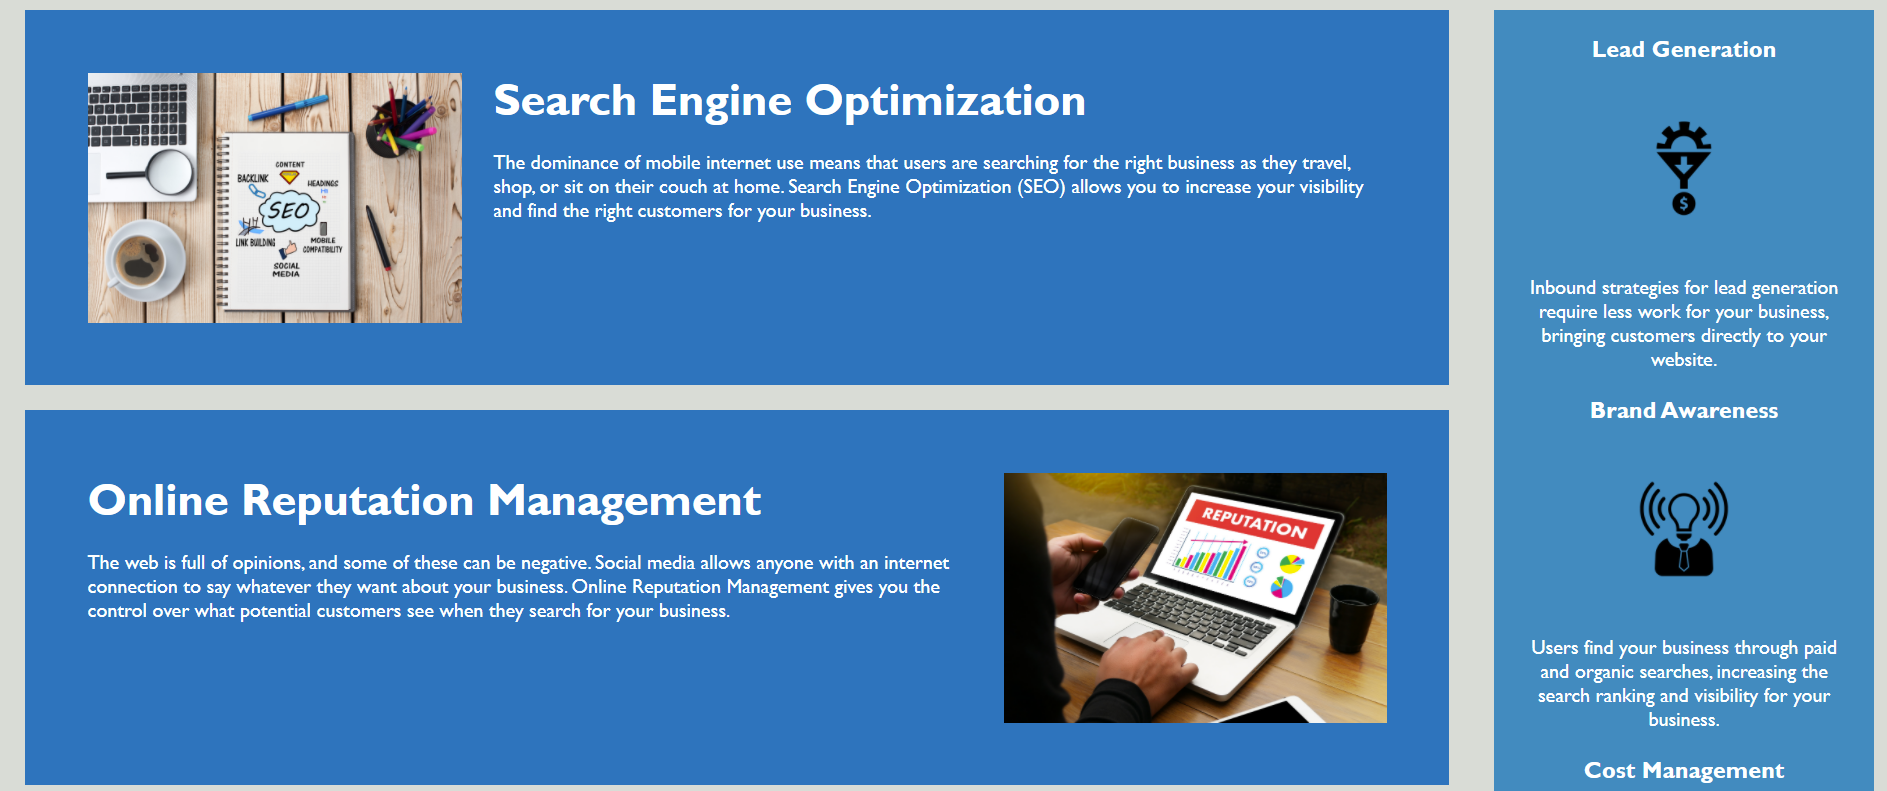 Search Engine Optimization
The dominance of mobile internet use means that users are searching for the right business as they travel,
shop, or sit on their couch at home. Search Engine Optimization (SEO) allows you to increase your visibility
and find the right customers for your business.
CONTENT
BACKLINK
HEADINGS
H1
SEO
LINK BUILDING
MOBILE
COMPATIBILITY
SOCIAL
MEDIA
Online Reputation Management
The web is full of opinions, and some of these can be negative. Social media allows anyone with an internet
connection to say whatever they want about your business. Online Reputation Management gives you the
control over what potential customers see when they search for your business.
REPUTATION
Lead Generation
$
Inbound strategies for lead generation
require less work for your business,
bringing customers directly to your
website.
Brand Awareness
Users find your business through paid
and organic searches, increasing the
search ranking and visibility for your
business.
Cost Management